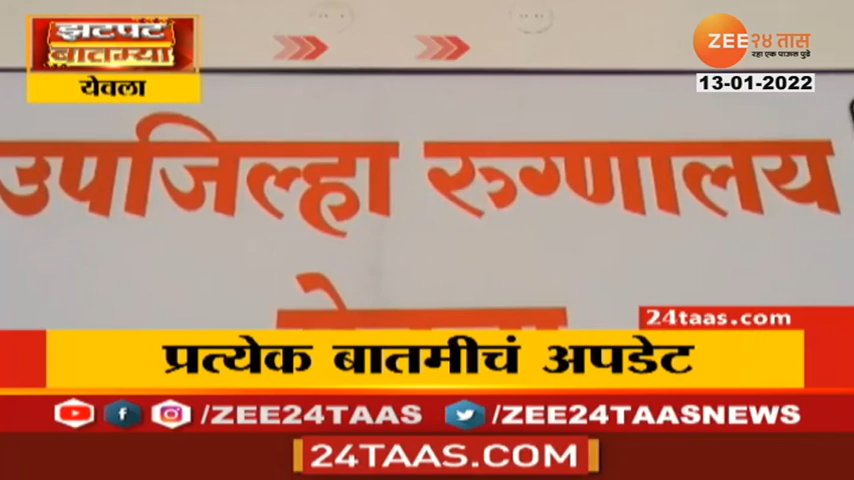 झटपट
बातम्या
येवला
ZEE २४ तास
रहा एक पाऊल पुढे
13-01-2022
उपजिल्हा रुग्णालय
24taas.com
प्रत्येक बातमीचं अपडेट
/ZEE24TAAS
/ZEE24TAASNEWS
24TAAS.COM